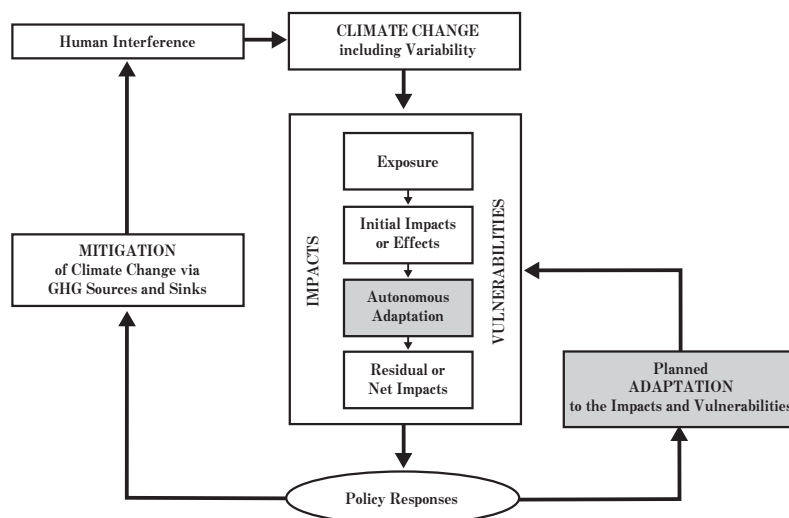 Human Interference
CLIMATE CHANGE
including Variability
Exposure
Initial Impacts
or Effects
Autonomous
Adaptation
Residual or
Net Impacts
IMPACTS
VULNERABILITIES
MITIGATION
of Climate Change via
GHG Sources and Sinks
Planned
ADAPTATION
to the Impacts and Vulnerabilities
Policy Responses